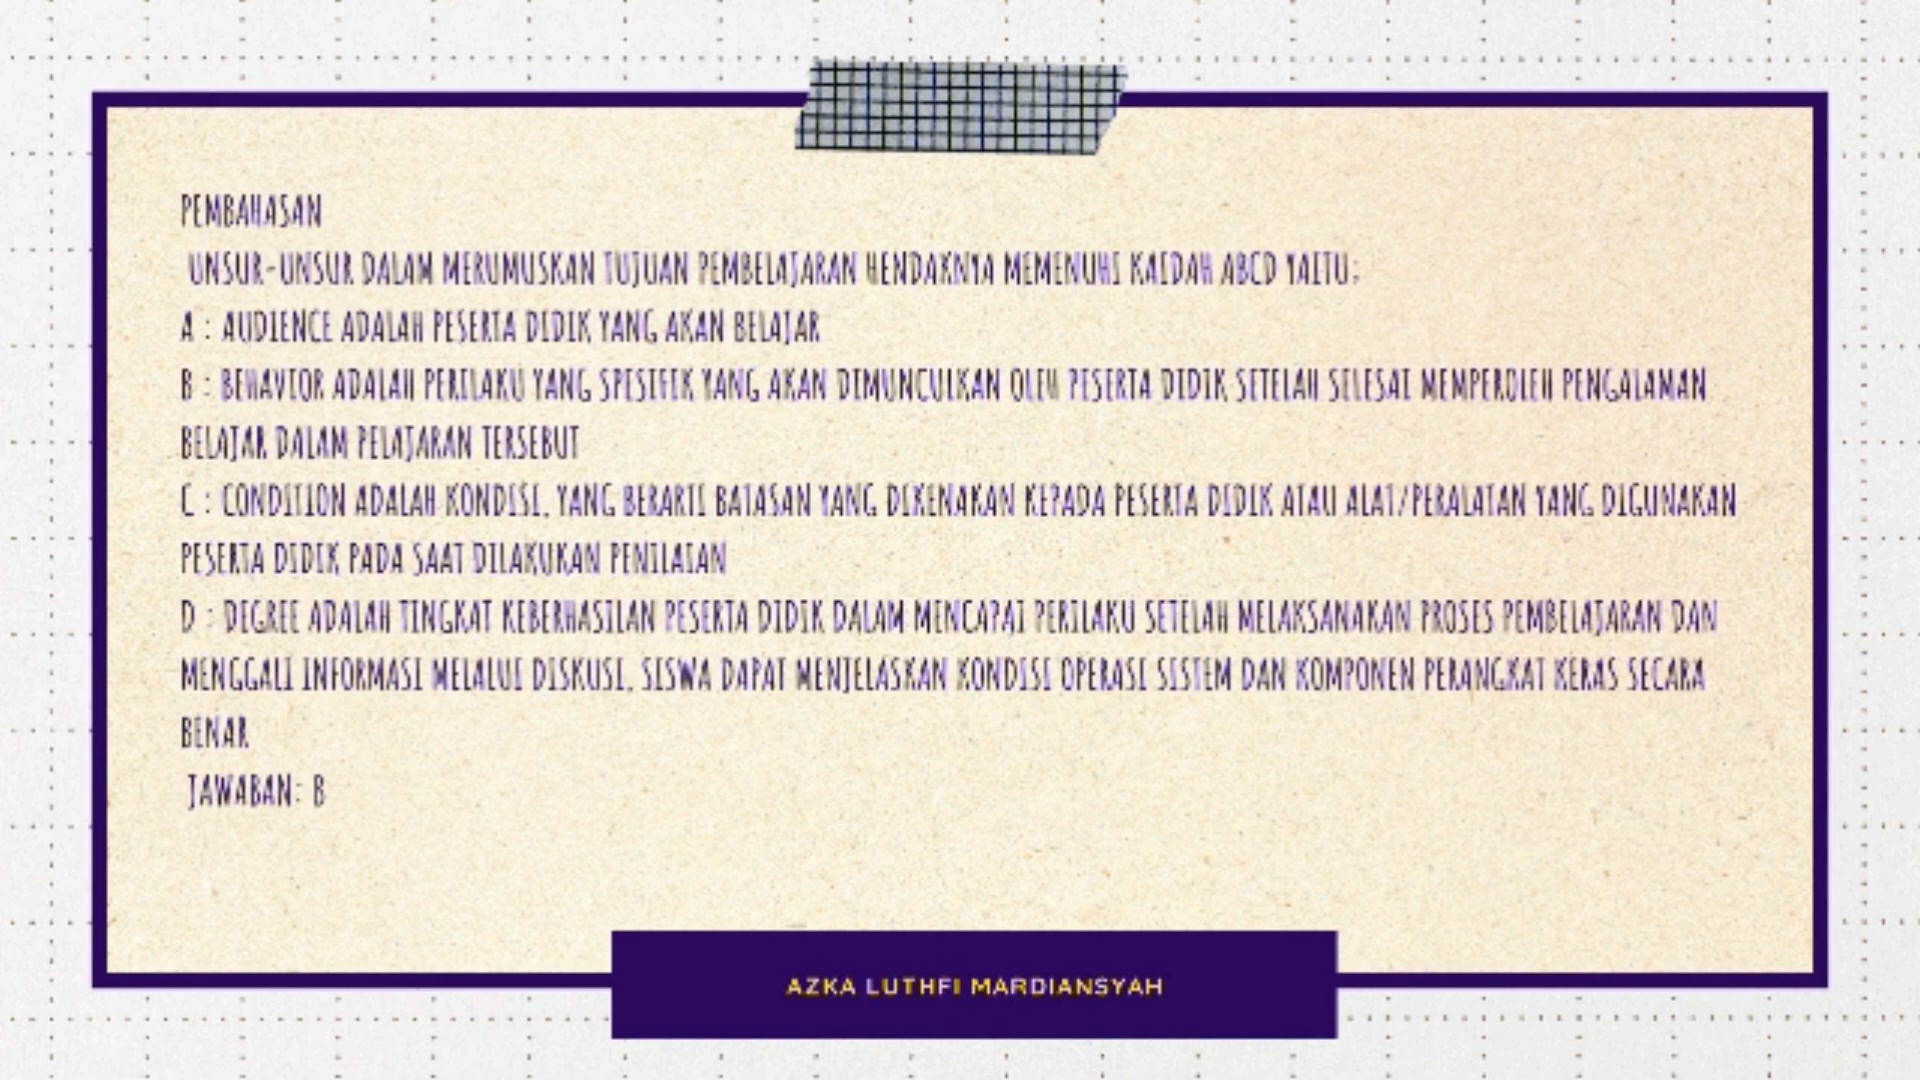 PEMBAHASAN
UNSUR-UNSUR DALAM MERUMUSKAN TUJUAN PEMBELAJARAN HENDAKNYA MEMENUHI KAIDAH ABCD YAITU:
A : AUDIENCE ADALAH PESERTA DIDIK YANG AKAN BELAJAR
B : BEHAVIOR ADALAH PERILAKU YANG SPESIFIK YANG AKAN DIMUNCULKAN OLEH PESERTA DIDIK SETELAH SELESAI MEMPEROLEH PENGALAMAN
BELAJAR DALAM PELAJARAN TERSEBUT
C : CONDITION ADALAH KONDISI, YANG BERARTI BATASAN YANG DIKENAKAN KEPADA PESERTA DIDIK ATAU ALAT/PERALATAN YANG DIGUNAKAN
PESERTA DIDIK PADA SAAT DILAKUKAN PENILAIAN
D : DEGREE ADALAH TINGKAT KEBERHASILAN PESERTA DIDIK DALAM MENCAPAI PERILAKU SETELAH MELAKSANAKAN PROSES PEMBELAJARAN DAN
MENGGALI INFORMASI MELALUI DISKUSI, SISWA DAPAT MENJELASKAN KONDISI OPERASI SISTEM DAN KOMPONEN PERANGKAT KERAS SECARA
BENAR
JAWABAN: B
AZKA LUTHFI MARDIANSYAH